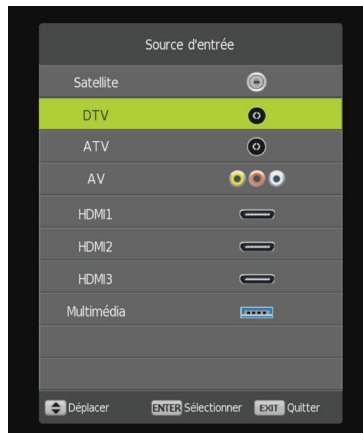 Source d'entrée
Satellite
DTV
ATV
AV
HDMI1
HDMI2
HDMI3
Multimédia
Déplacer ENTER Sélectionner EXIT Quitter